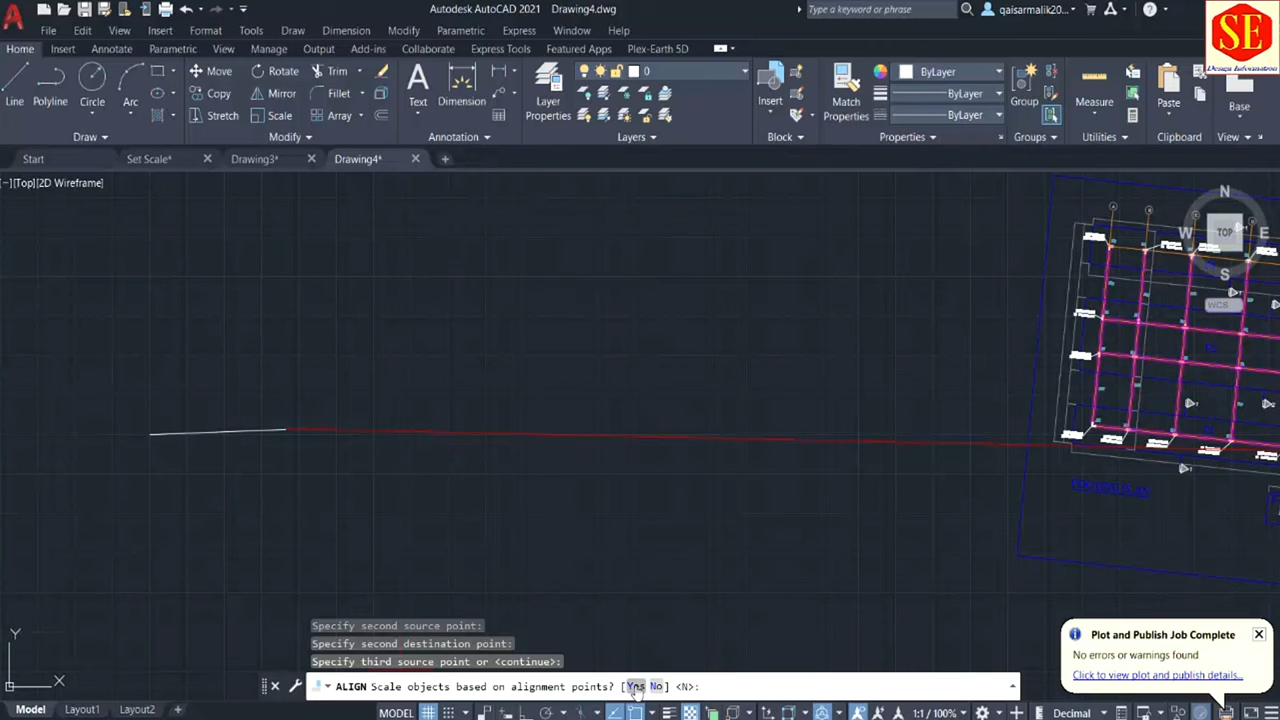 Autodesk AutoCAD 2021 Drawing4.dwg
Type a keyword or phrase
qaisarmalik20...
SE
Design Information
File Edit View Insert Format Tools Draw Dimension Modify Parametric Express Window Help
Home Insert Annotate Parametric View Manage Output Add-ins Collaborate Express Tools Featured Apps Plex-Earth 5D
Move Rotate Trim
ByLayer
Line Polyline Circle Arc
Copy Mirror Fillet
Text Dimension
Layer
Properties
Insert
Match
Properties
ByLayer
Group
Measure
Paste
Base
Stretch Scale Array
ByLayer
Draw Modify Annotation Layers Block Properties Groups Utilities Clipboard View
Start Set Scale* Drawing3* Drawing4*
[−][Top][2D Wireframe]
N
W TOP E
S
WCS
Specify second source point:
Specify second destination point:
Specify third source point or <continue>:
ALIGN Scale objects based on alignment points? [Yes No] <N>:
Y
X
Plot and Publish Job Complete
No errors or warnings found
Click to view plot and publish details...
Model Layout1 Layout2
MODEL 1:1 / 100% Decimal